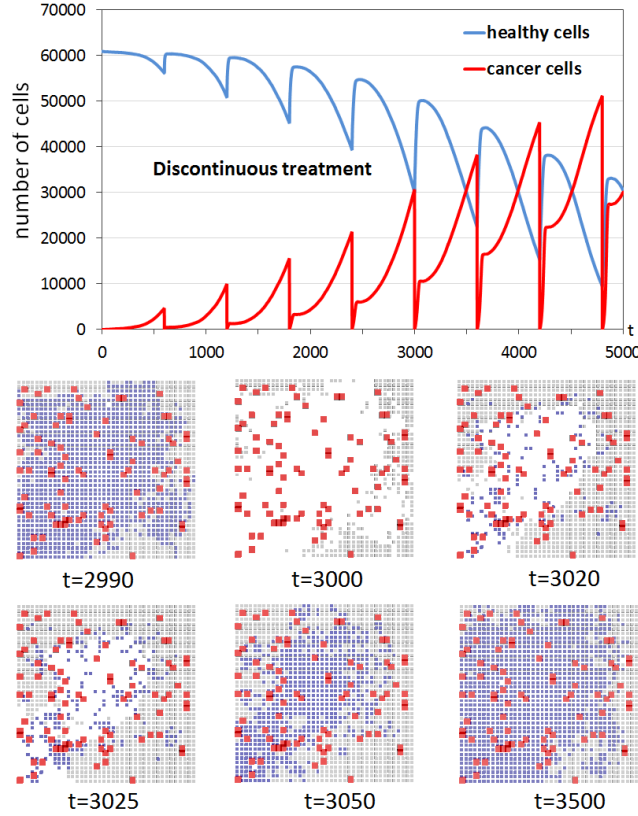 70000
healthy cells
60000
cancer cells
50000
40000
number of cells
Discontinuous treatment
30000
20000
10000
0
t
0 1000 2000 3000 4000 5000
t=2990 t=3000 t=3020
t=3025 t=3050 t=3500